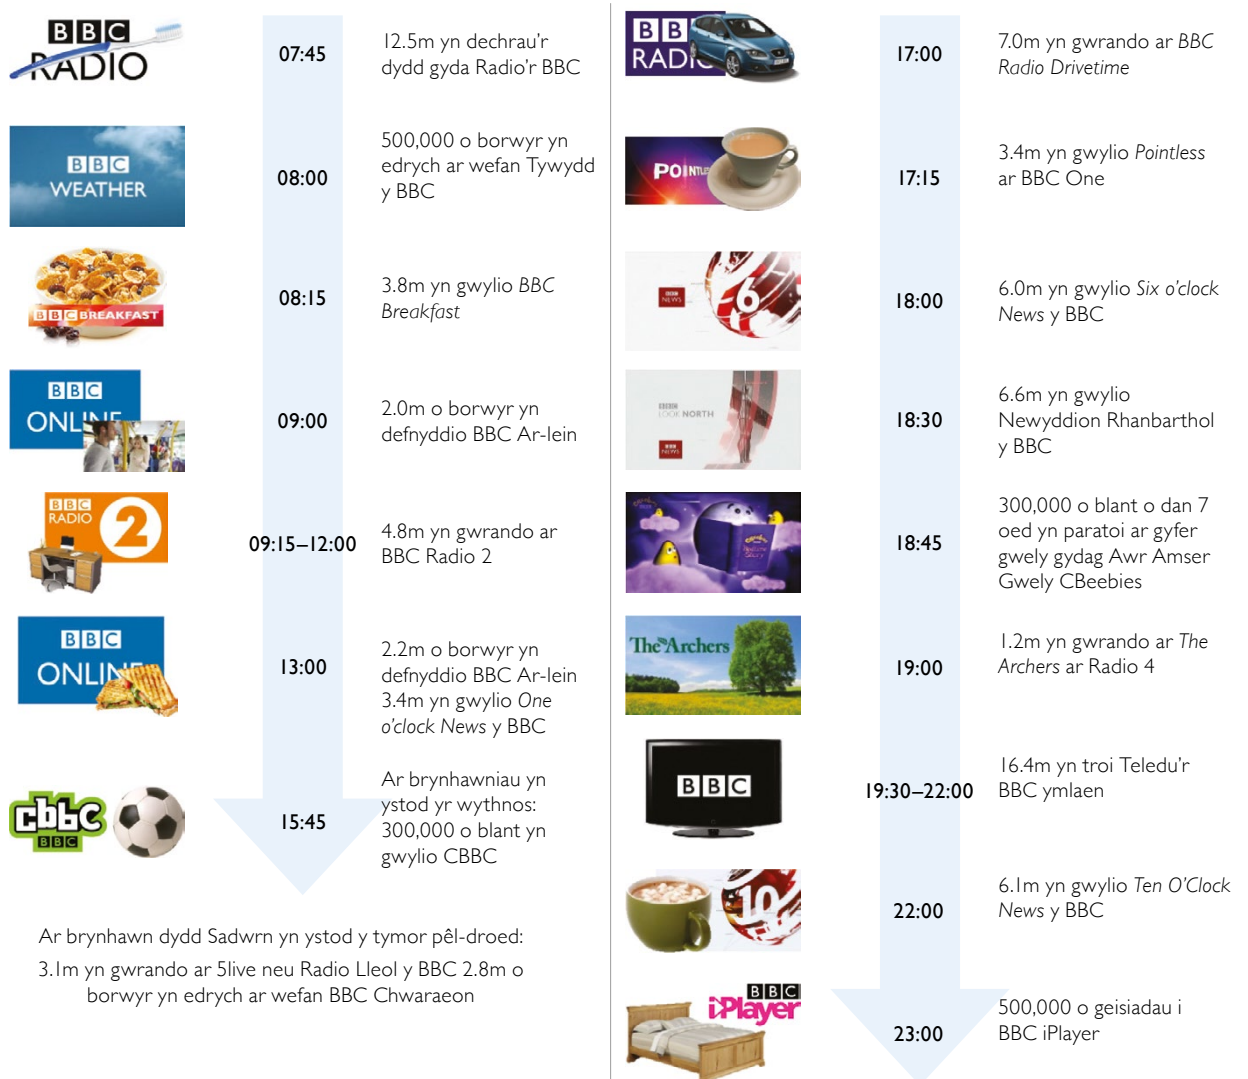 BBC
RADIO
07:45
12.5m yn dechrau'r
dydd gyda Radio'r BBC
BBC
WEATHER
08:00
500,000 o borwyr yn
edrych ar wefan Tywydd
y BBC
BBC BREAKFAST
08:15
3.8m yn gwylio BBC
Breakfast
BBC
ONLINE
09:00
2.0m o borwyr yn
defnyddio BBC Ar-lein
BBC
RADIO
2
09:15–12:00
4.8m yn gwrando ar
BBC Radio 2
BBC
ONLINE
13:00
2.2m o borwyr yn
defnyddio BBC Ar-lein
3.4m yn gwylio One
o'clock News y BBC
cbbc
BBC
15:45
Ar brynhawniau yn
ystod yr wythnos:
300,000 o blant yn
gwylio CBBC
Ar brynhawn dydd Sadwrn yn ystod y tymor pêl-droed:
3.1m yn gwrando ar 5live neu Radio Lleol y BBC 2.8m o
borwyr yn edrych ar wefan BBC Chwaraeon
BB
RADI
17:00
7.0m yn gwrando ar BBC
Radio Drivetime
POINTL
17:15
3.4m yn gwylio Pointless
ar BBC One
BBC
NEWS
6
18:00
6.0m yn gwylio Six o'clock
News y BBC
BBC
LOOK NORTH
BBC
NEWS
18:30
6.6m yn gwylio
Newyddion Rhanbarthol
y BBC
18:45
300,000 o blant o dan 7
oed yn paratoi ar gyfer
gwely gydag Awr Amser
Gwely CBeebies
The Archers
19:00
1.2m yn gwrando ar The
Archers ar Radio 4
BBC
19:30–22:00
16.4m yn troi Teledu'r
BBC ymlaen
10
22:00
6.1m yn gwylio Ten O'Clock
News y BBC
BBC
iPlayer
23:00
500,000 o geisiadau i
BBC iPlayer